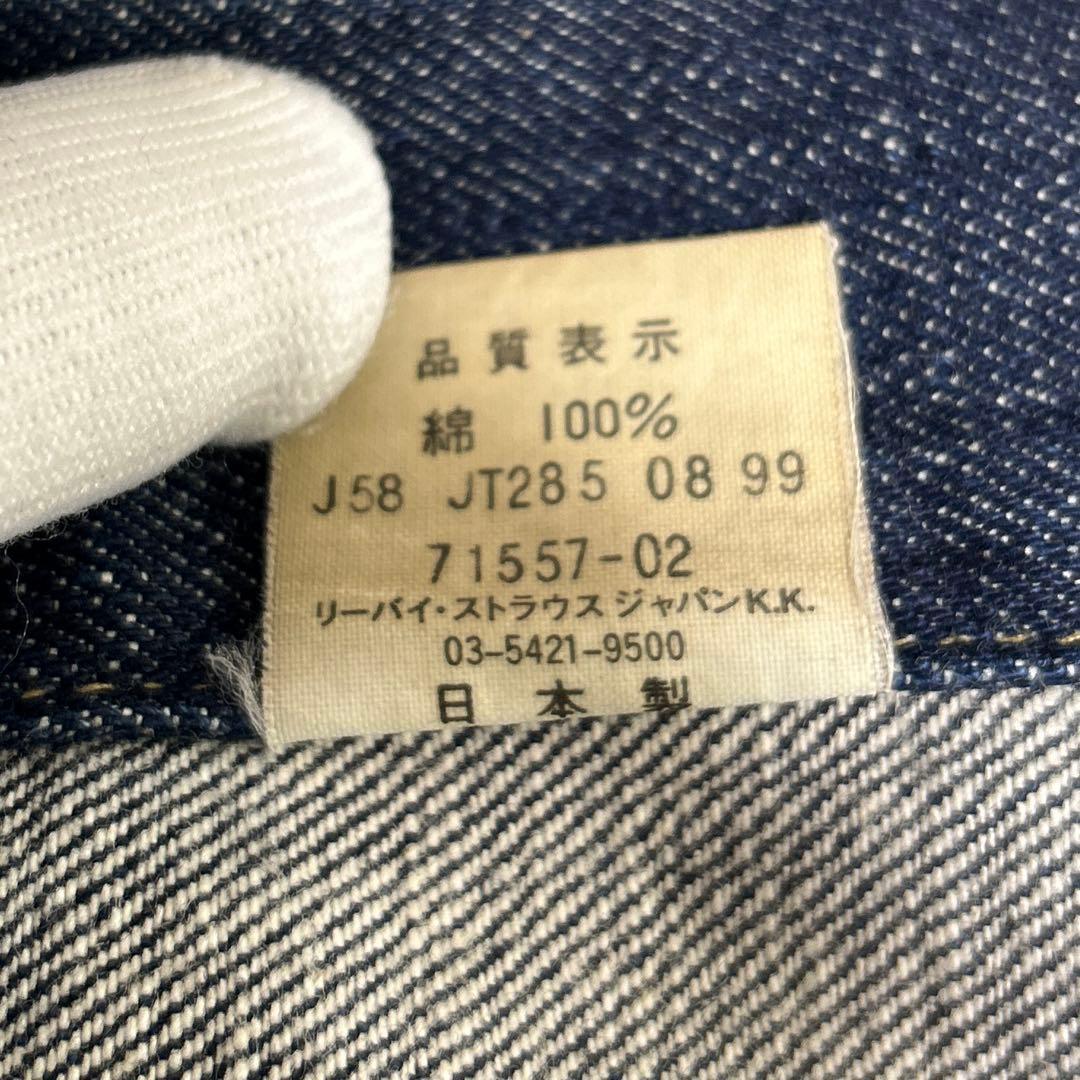 品質表示
綿 100%
J58 JT285 08 99
71557-02
リーバイ・ストラウス ジャパンK.K.
03-5421-9500
日本製